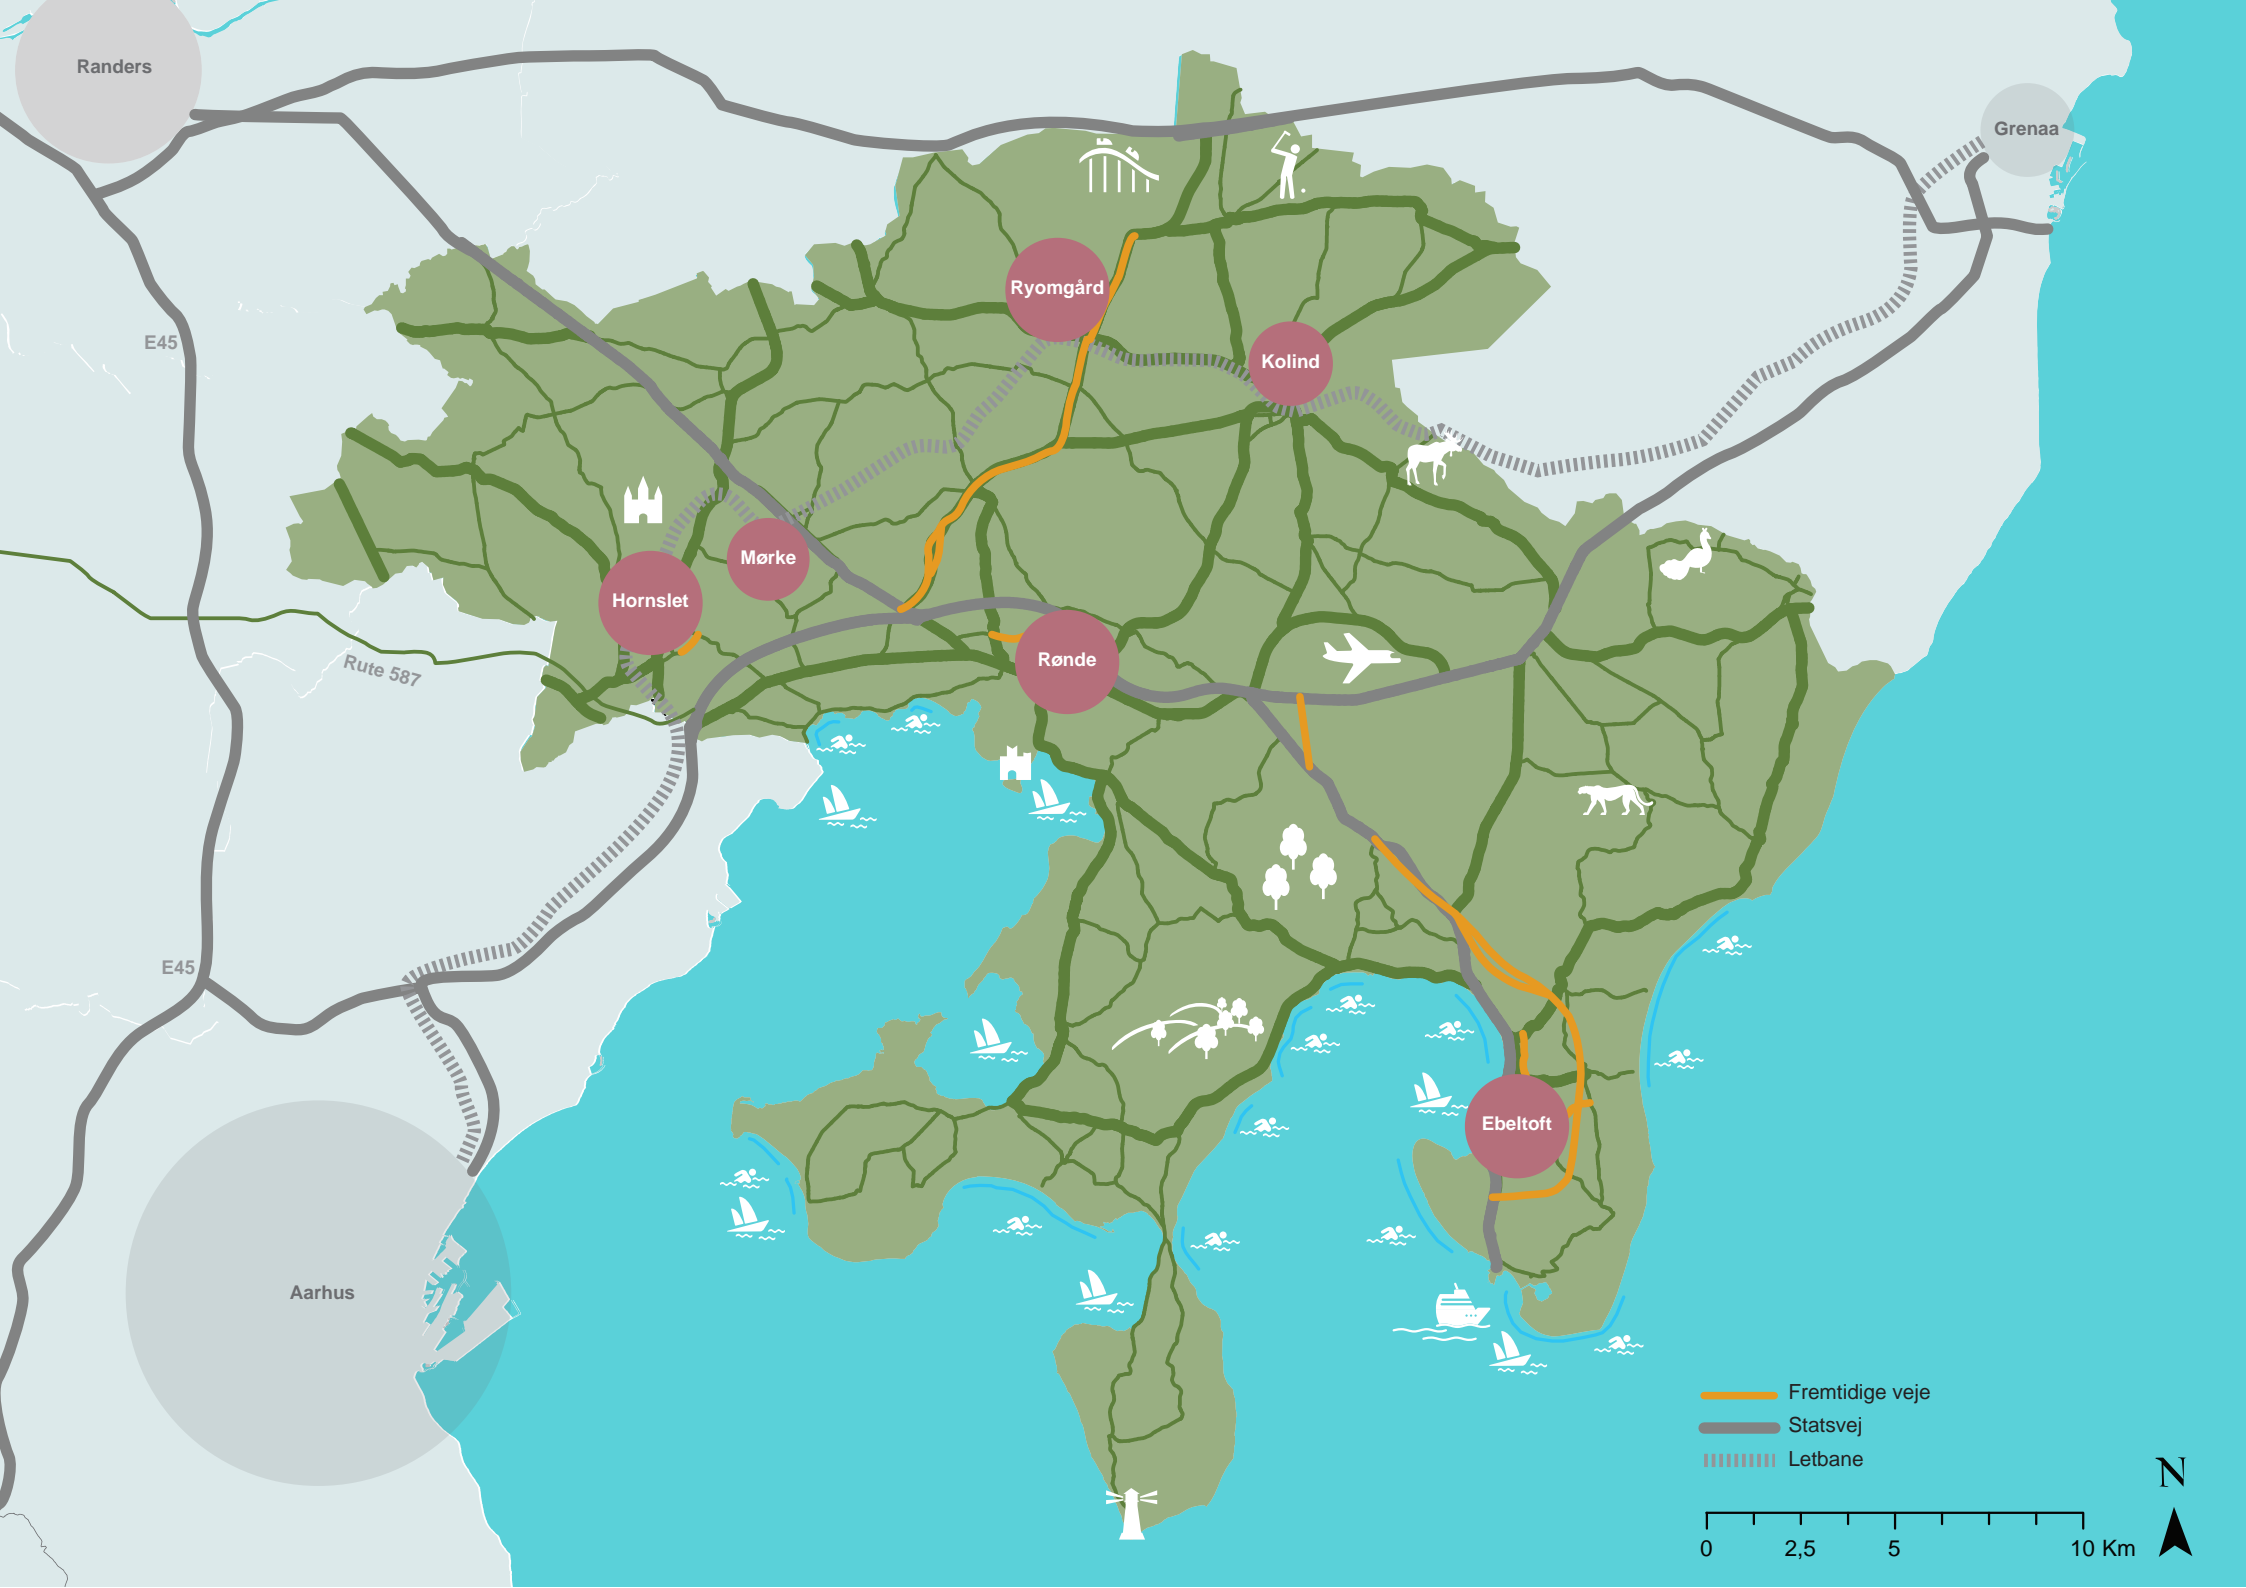 Randers
Grenaa
Ryomgård
E45
Kolind
Mørke
Hornslet
Rønde
Rute 587
E45
Ebeltoft
Aarhus
Fremtidige veje
Statsvej
Letbane
N
0 2,5 5 10 Km